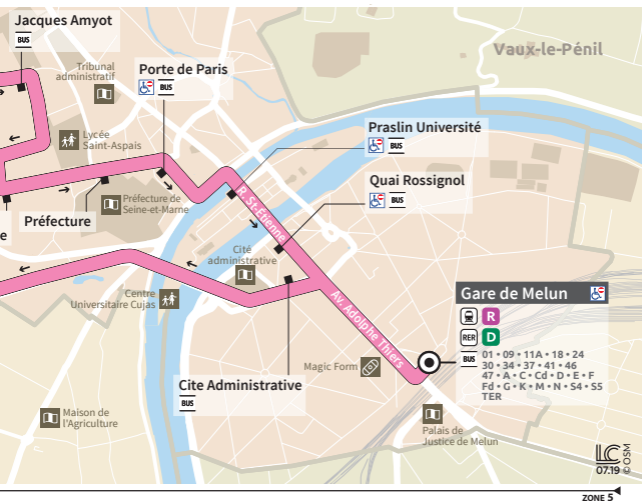 Jacques Amyot
BUS
Tribunal
administratif
Porte de Paris
BUS
Vaux-le-Pénil
Lycée
Saint-Aspais
Praslin Université
BUS
Quai Rossignol
BUS
Préfecture de
Seine-et-Marne
Préfecture
e
R. St-Etienne
Cité
administrative
Centre
Universitaire Cujas
Av. Adolphe Thiers
Gare de Melun
R
RER D
BUS
01 • 09 • 11A • 18 • 24
30 • 34 • 37 • 41 • 46
47 • A • C • Cd • D • E • F
Fd • G • K • M • N • S4 • S5
TER
Magic Form
Cite Administrative
BUS
Maison de
l'Agriculture
Palais de
Justice de Melun
LC
07.19 © OSM
ZONE 5